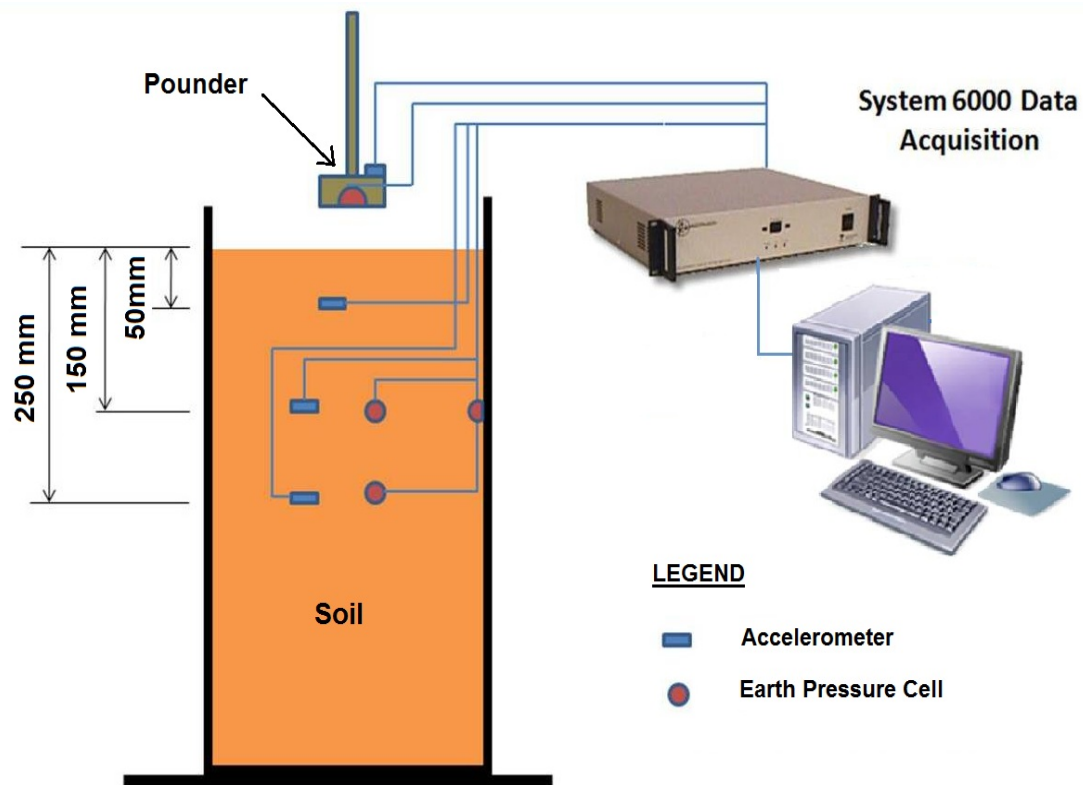 Pounder
System 6000 Data
Acquisition
50mm
150 mm
250 mm
Soil
LEGEND
Accelerometer
Earth Pressure Cell